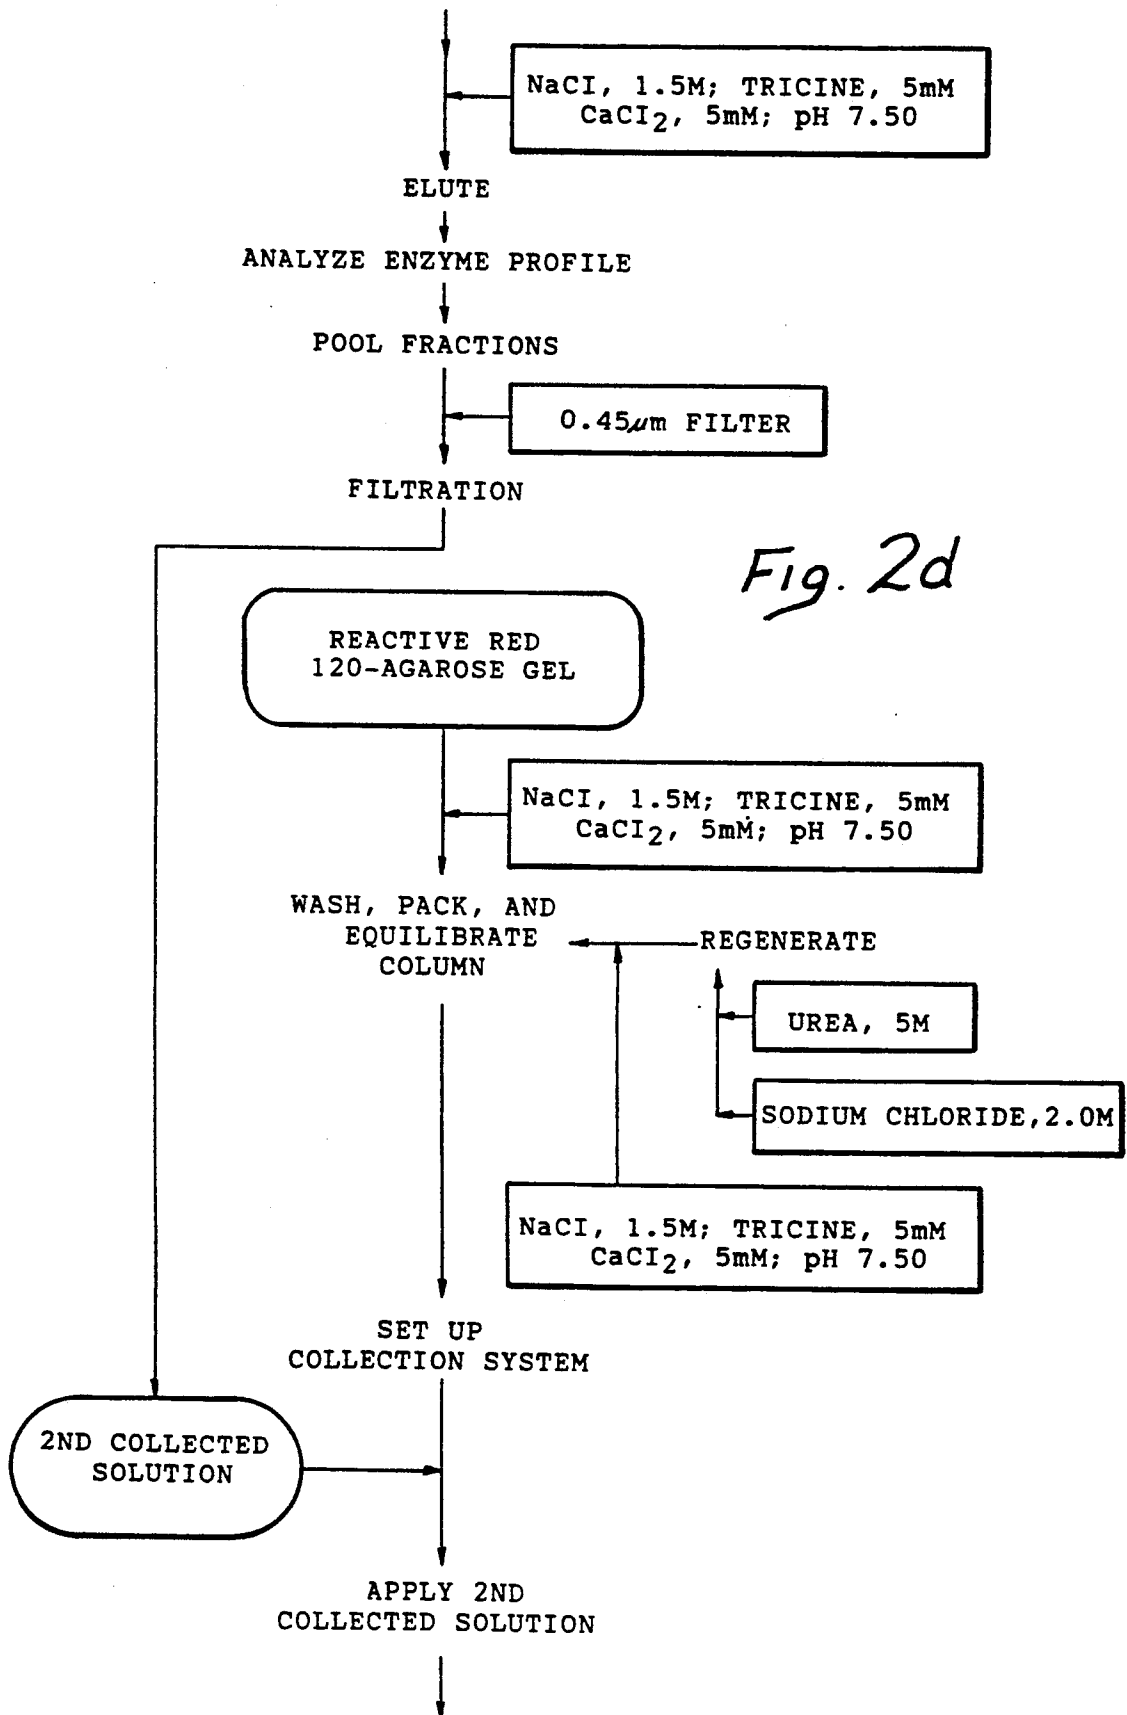 NaCI, 1.5M; TRICINE, 5mM
CaCI2, 5mM; pH 7.50
ELUTE
ANALYZE ENZYME PROFILE
POOL FRACTIONS
0.45μm FILTER
FILTRATION
Fig. 2d
REACTIVE RED
120-AGAROSE GEL
NaCI, 1.5M; TRICINE, 5mM
CaCI2, 5mM; pH 7.50
WASH, PACK, AND
EQUILIBRATE
COLUMN
REGENERATE
UREA, 5M
SODIUM CHLORIDE,2.0M
NaCI, 1.5M; TRICINE, 5mM
CaCI2, 5mM; pH 7.50
SET UP
COLLECTION SYSTEM
2ND COLLECTED
SOLUTION
APPLY 2ND
COLLECTED SOLUTION